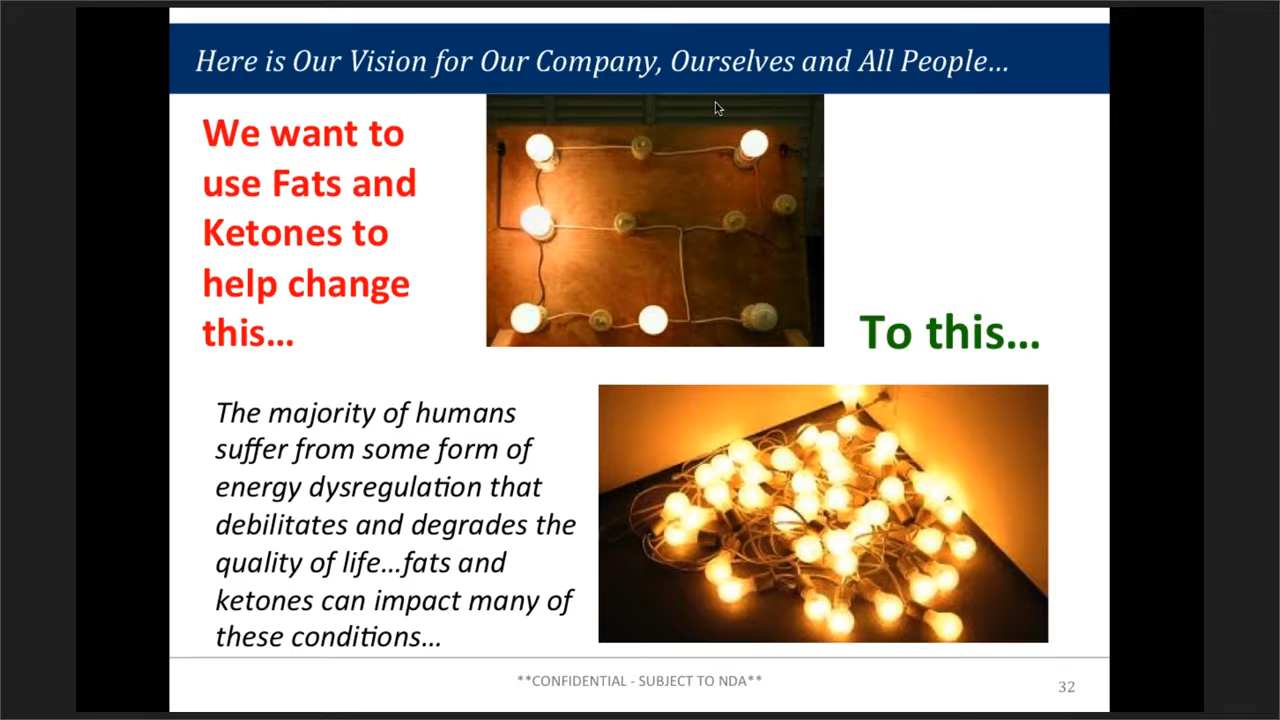 Here is Our Vision for Our Company, Ourselves and All People…
We want to
use Fats and
Ketones to
help change
this…
To this…
The majority of humans
suffer from some form of
energy dysregulation that
debilitates and degrades the
quality of life…fats and
ketones can impact many of
these conditions…
**CONFIDENTIAL - SUBJECT TO NDA**
32